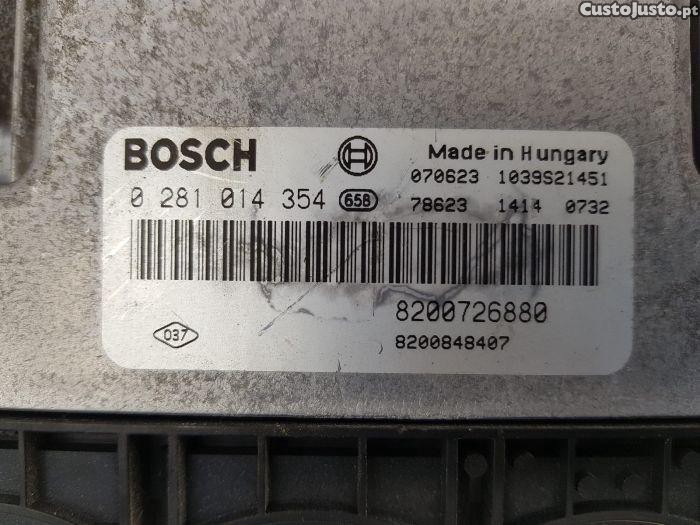 CustoJusto.pt
BOSCH Made in Hungary
070623 1039S21451
0 281 014 354 658 78623 1414 0732
8200726880
037 8200848407